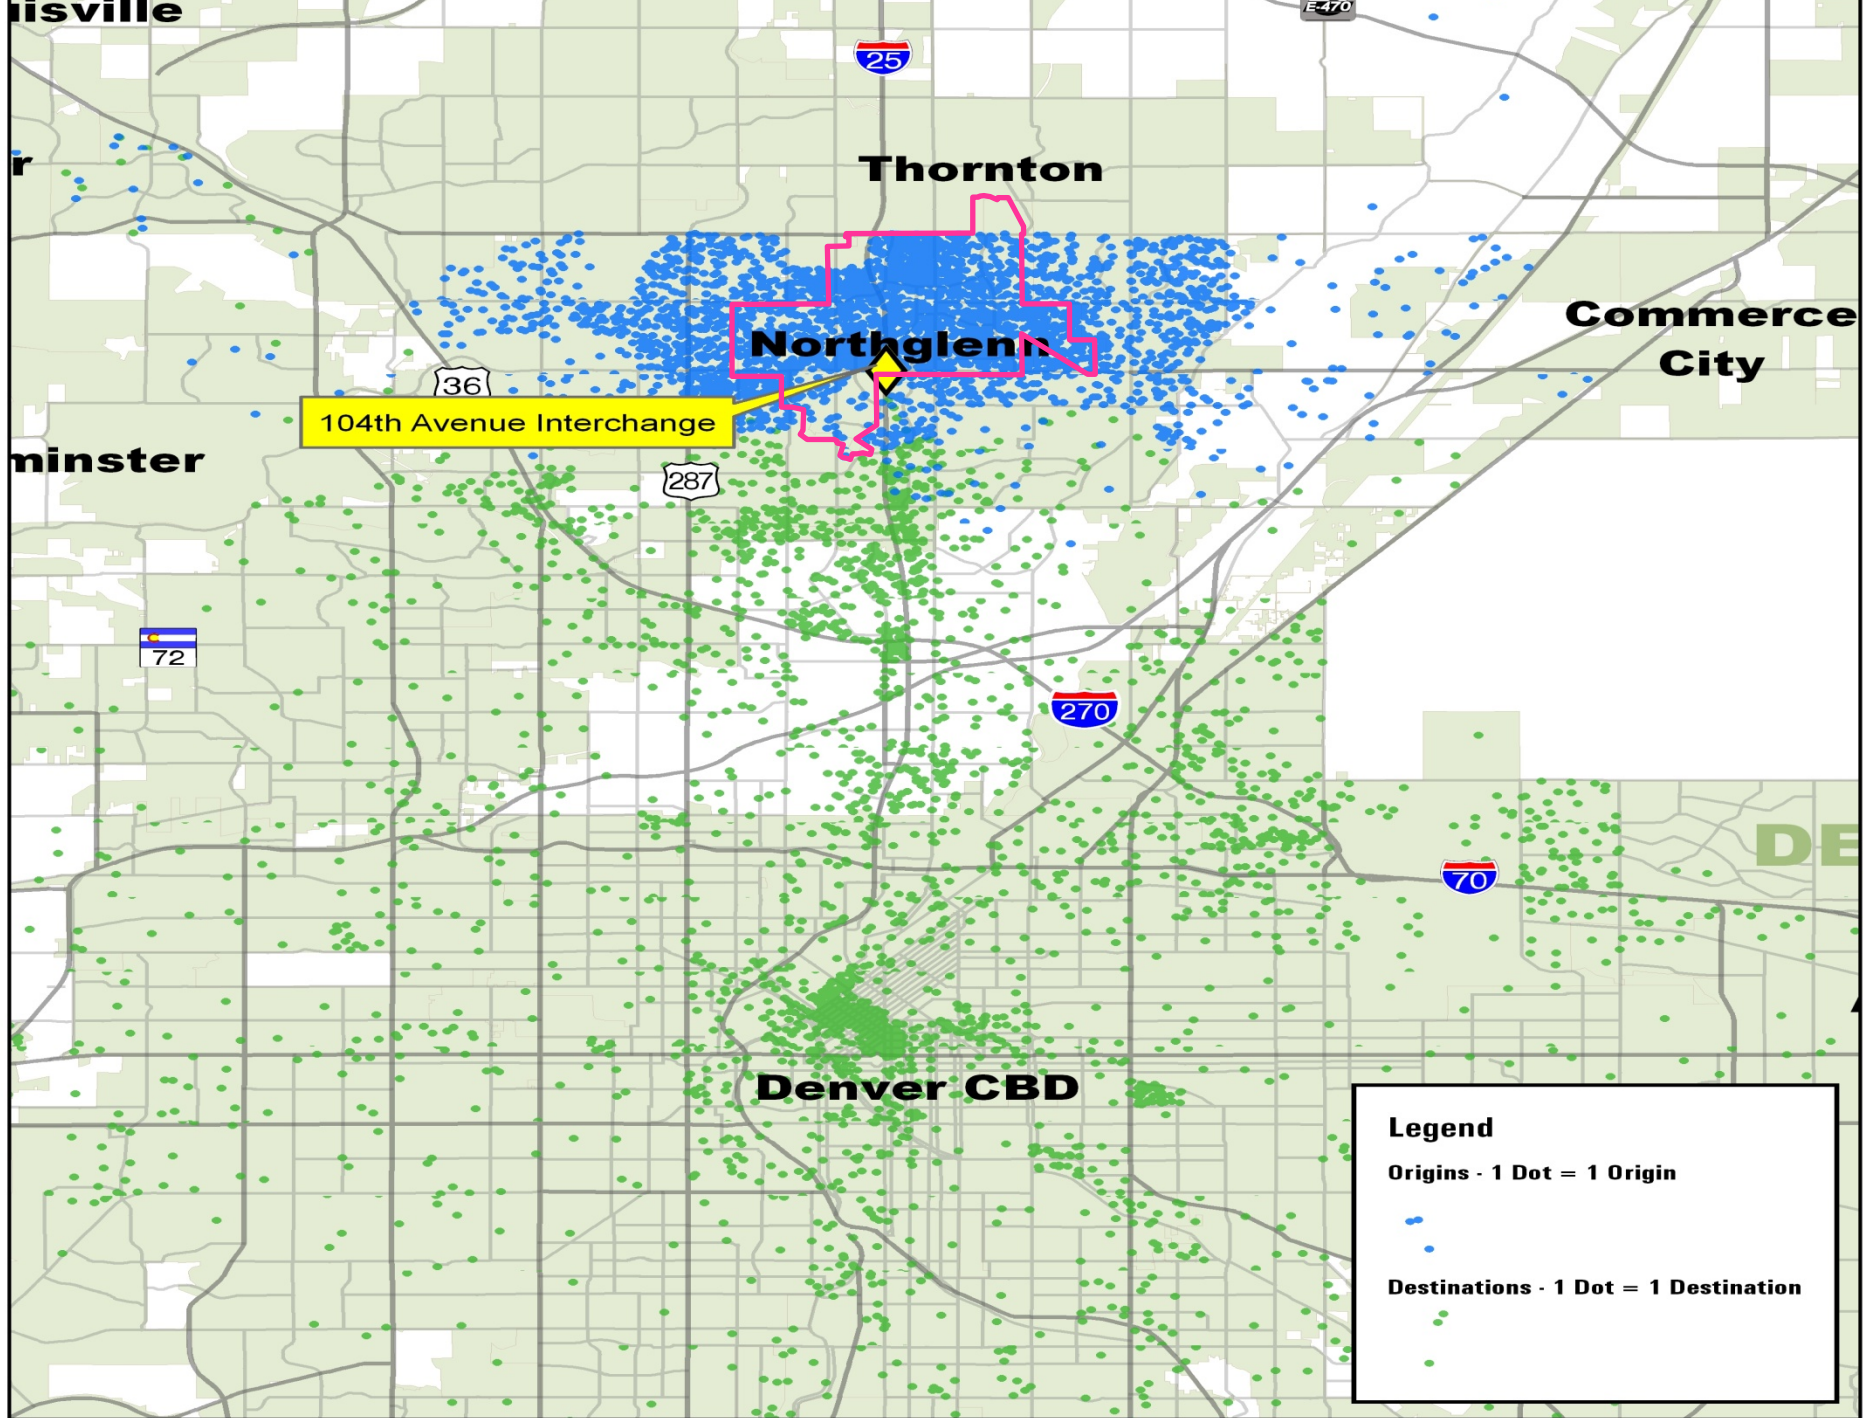 uisville
E-470
25
r
Thornton
Commerce
City
Northglenn
36
104th Avenue Interchange
minster
287
72
270
DE
70
Denver CBD
Legend
Origins - 1 Dot = 1 Origin
Destinations - 1 Dot = 1 Destination